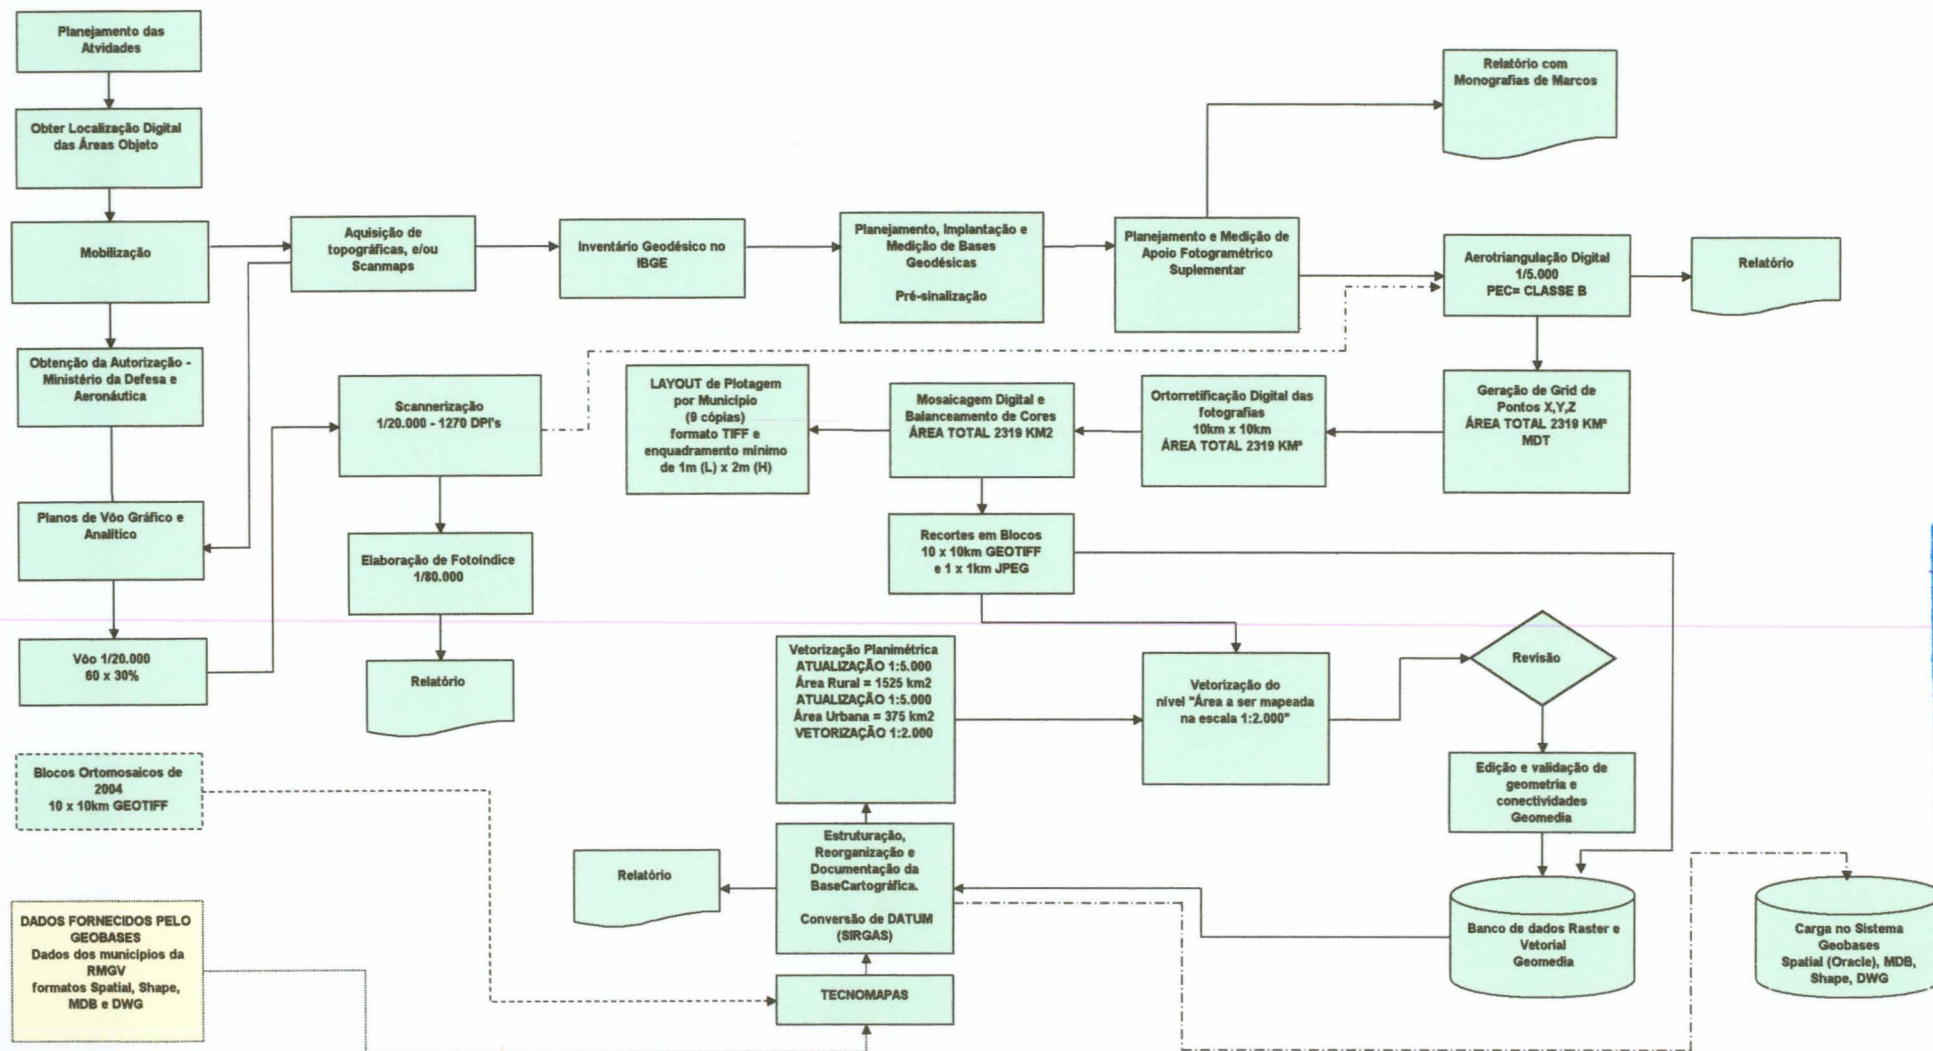 Planejamento das
Atvidades
Obter Localização Digital
das Áreas Objeto
Mobilização
Aquisição de
topográficas, e/ou
Scanmaps
Inventário Geodésico no
IBGE
Planejamento, Implantação e
Medição de Bases
Geodésicas
Pré-sinalização
Planejamento e Medição de
Apoio Fotogramétrico
Suplementar
Relatório com
Monografias de Marcos
Aerotriangulação Digital
1/5.000
PEC= CLASSE B
Relatório
Obtenção da Autorização -
Ministério da Defesa e
Aeronáutica
Scannerização
1/20.000 - 1270 DPI's
LAYOUT de Plotagem
por Município
(9 cópias)
formato TIFF e
enquadramento mínimo
de 1m (L) x 2m (H)
Mosaicagem Digital e
Balanceamento de Cores
ÁREA TOTAL 2319 KM2
Ortorretificação Digital das
fotografias
10km x 10km
ÁREA TOTAL 2319 KM²
Geração de Grid de
Pontos X,Y,Z
ÁREA TOTAL 2319 KM²
MDT
Planos de Vôo Gráfico e
Analítico
Elaboração de Fotoíndice
1/80.000
Recortes em Blocos
10 x 10km GEOTIFF
e 1 x 1km JPEG
Vôo 1/20.000
60 x 30%
Relatório
Vetorização Planimétrica
ATUALIZAÇÃO 1:5.000
Área Rural = 1525 km2
ATUALIZAÇÃO 1:5.000
Área Urbana = 375 km2
VETORIZAÇÃO 1:2.000
Vetorização do
nível "Área a ser mapeada
na escala 1:2.000"
Revisão
Blocos Ortomosaicos de
2004
10 x 10km GEOTIFF
Edição e validação de
geometria e
conectividades
Geomedia
Relatório
Estruturação,
Reorganização e
Documentação da
BaseCartográfica.
Conversão de DATUM
(SIRGAS)
DADOS FORNECIDOS PELO
GEOBASES
Dados dos municípios da
RMGV
formatos Spatial, Shape,
MDB e DWG
TECNOMAPAS
Banco de dados Raster e
Vetorial
Geomedia
Carga no Sistema
Geobases
Spatial (Oracle), MDB,
Shape, DWG